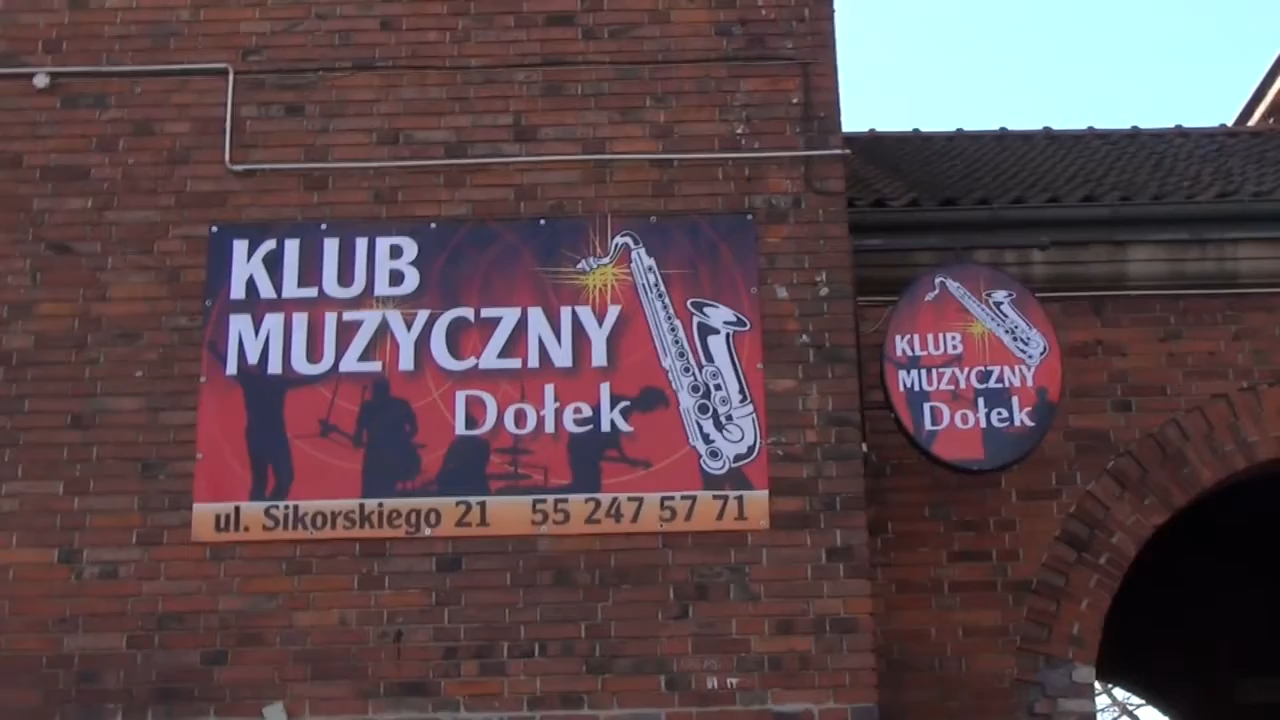 KLUB
MUZYCZNY
Dołek
ul. Sikorskiego 21 55 247 57 71
KLUB
MUZYCZNY
Dołek